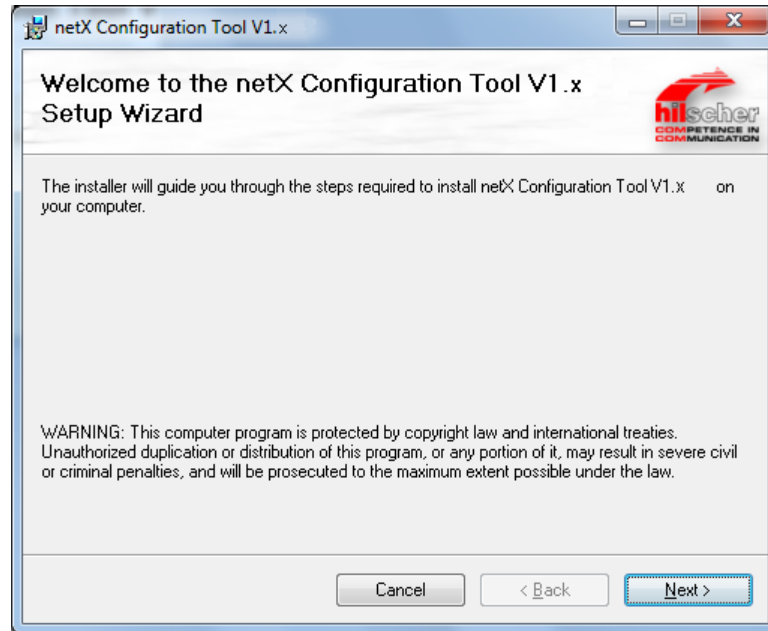 netX Configuration Tool V1.x
Welcome to the netX Configuration Tool V1.x
Setup Wizard
hilscher
COMPETENCE IN
COMMUNICATION
The installer will guide you through the steps required to install netX Configuration Tool V1.x on
your computer.
WARNING: This computer program is protected by copyright law and international treaties.
Unauthorized duplication or distribution of this program, or any portion of it, may result in severe civil
or criminal penalties, and will be prosecuted to the maximum extent possible under the law.
Cancel
< Back
Next >